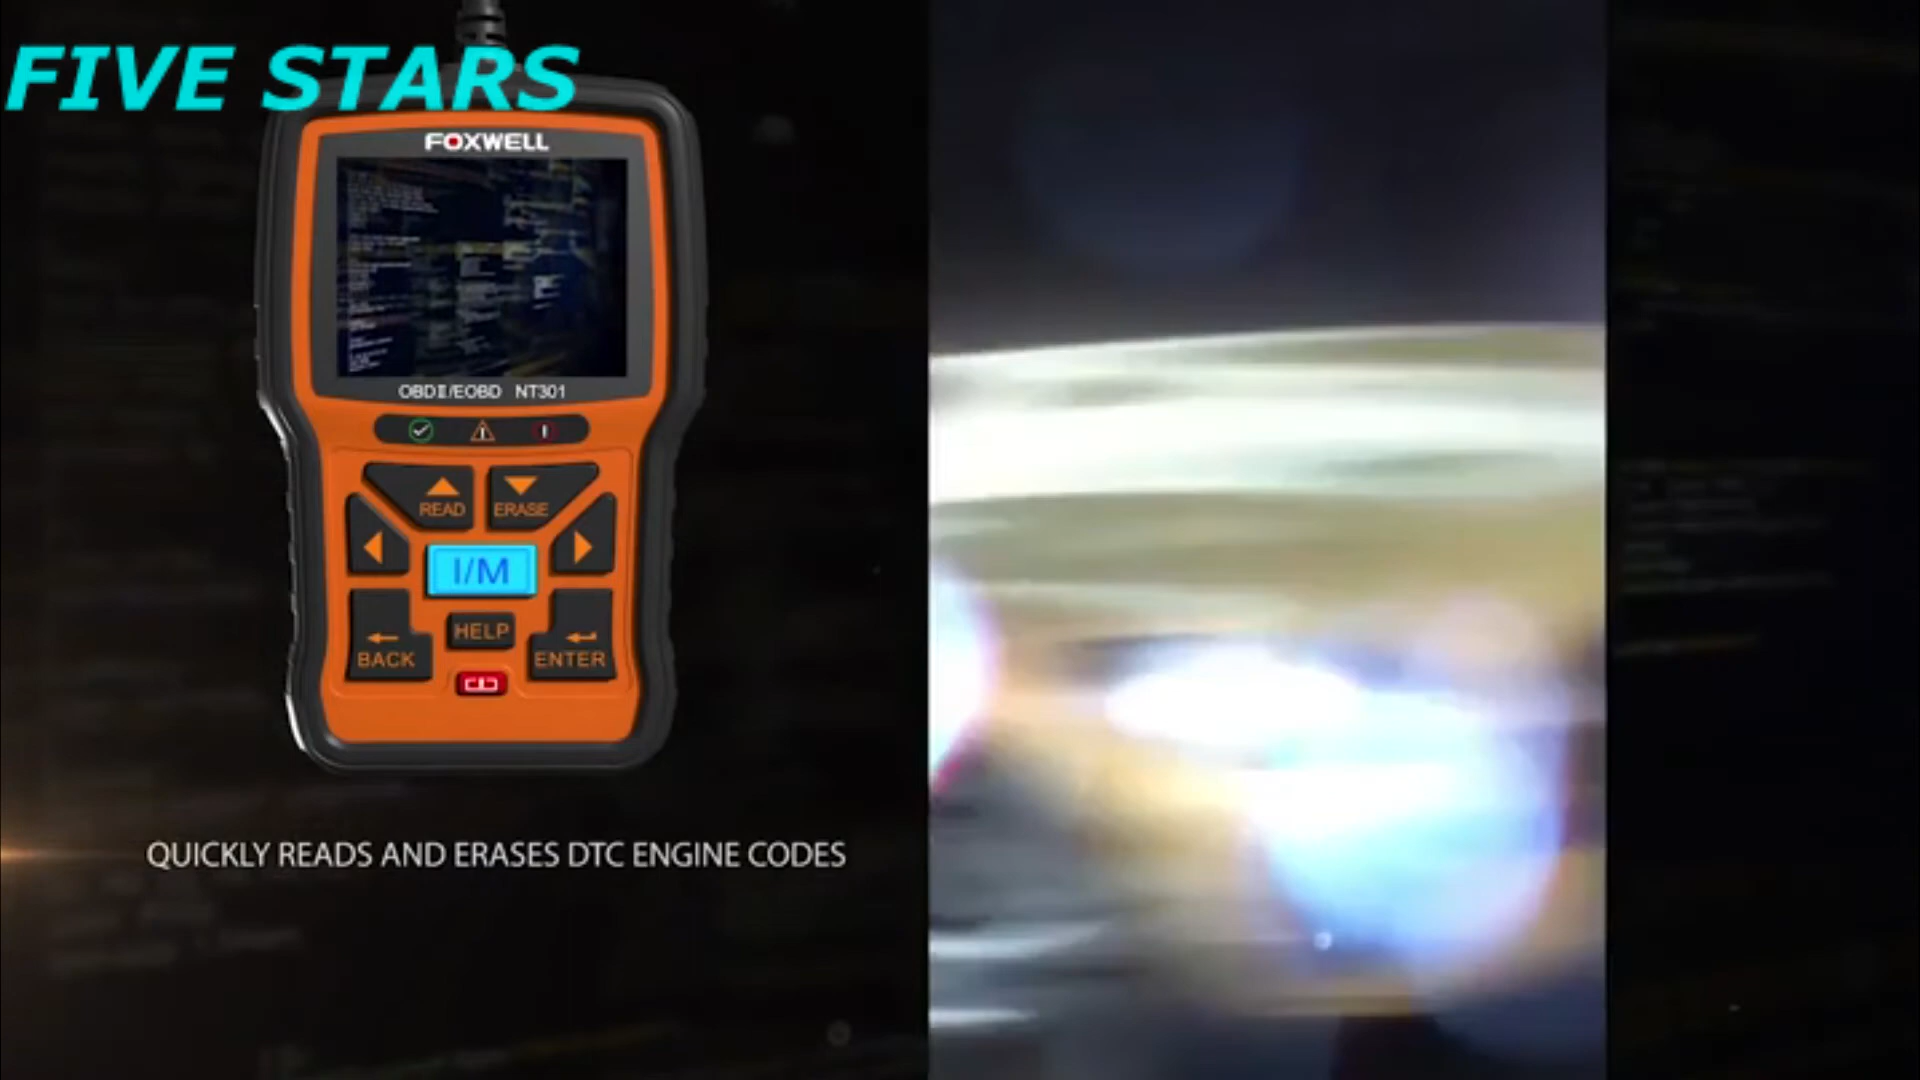 FIVE STARS
FOXWELL
OBDII/EOBD NT301
READ
ERASE
I/M
HELP
BACK
ENTER
QUICKLY READS AND ERASES DTC ENGINE CODES